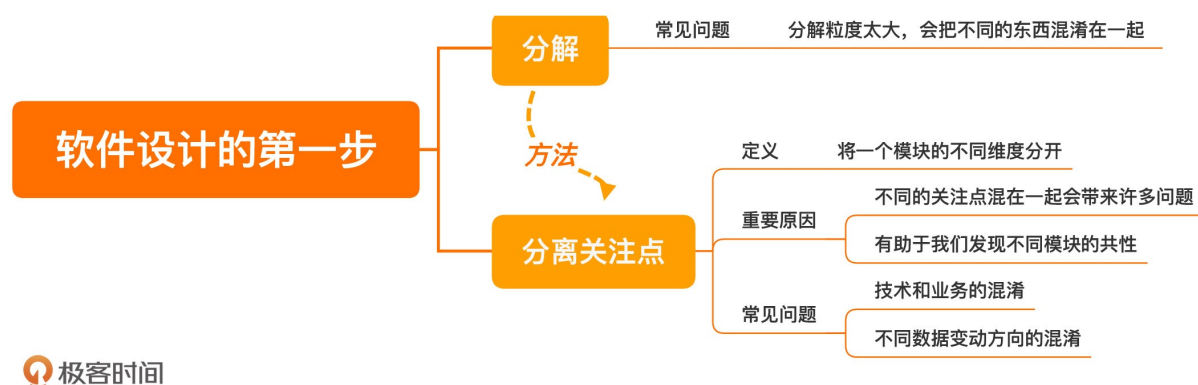 软件设计的第一步
分解
常见问题
分解粒度太大，会把不同的东西混淆在一起
方法
分离关注点
定义
将一个模块的不同维度分开
重要原因
不同的关注点混在一起会带来许多问题
有助于我们发现不同模块的共性
常见问题
技术和业务的混淆
不同数据变动方向的混淆
极客时间